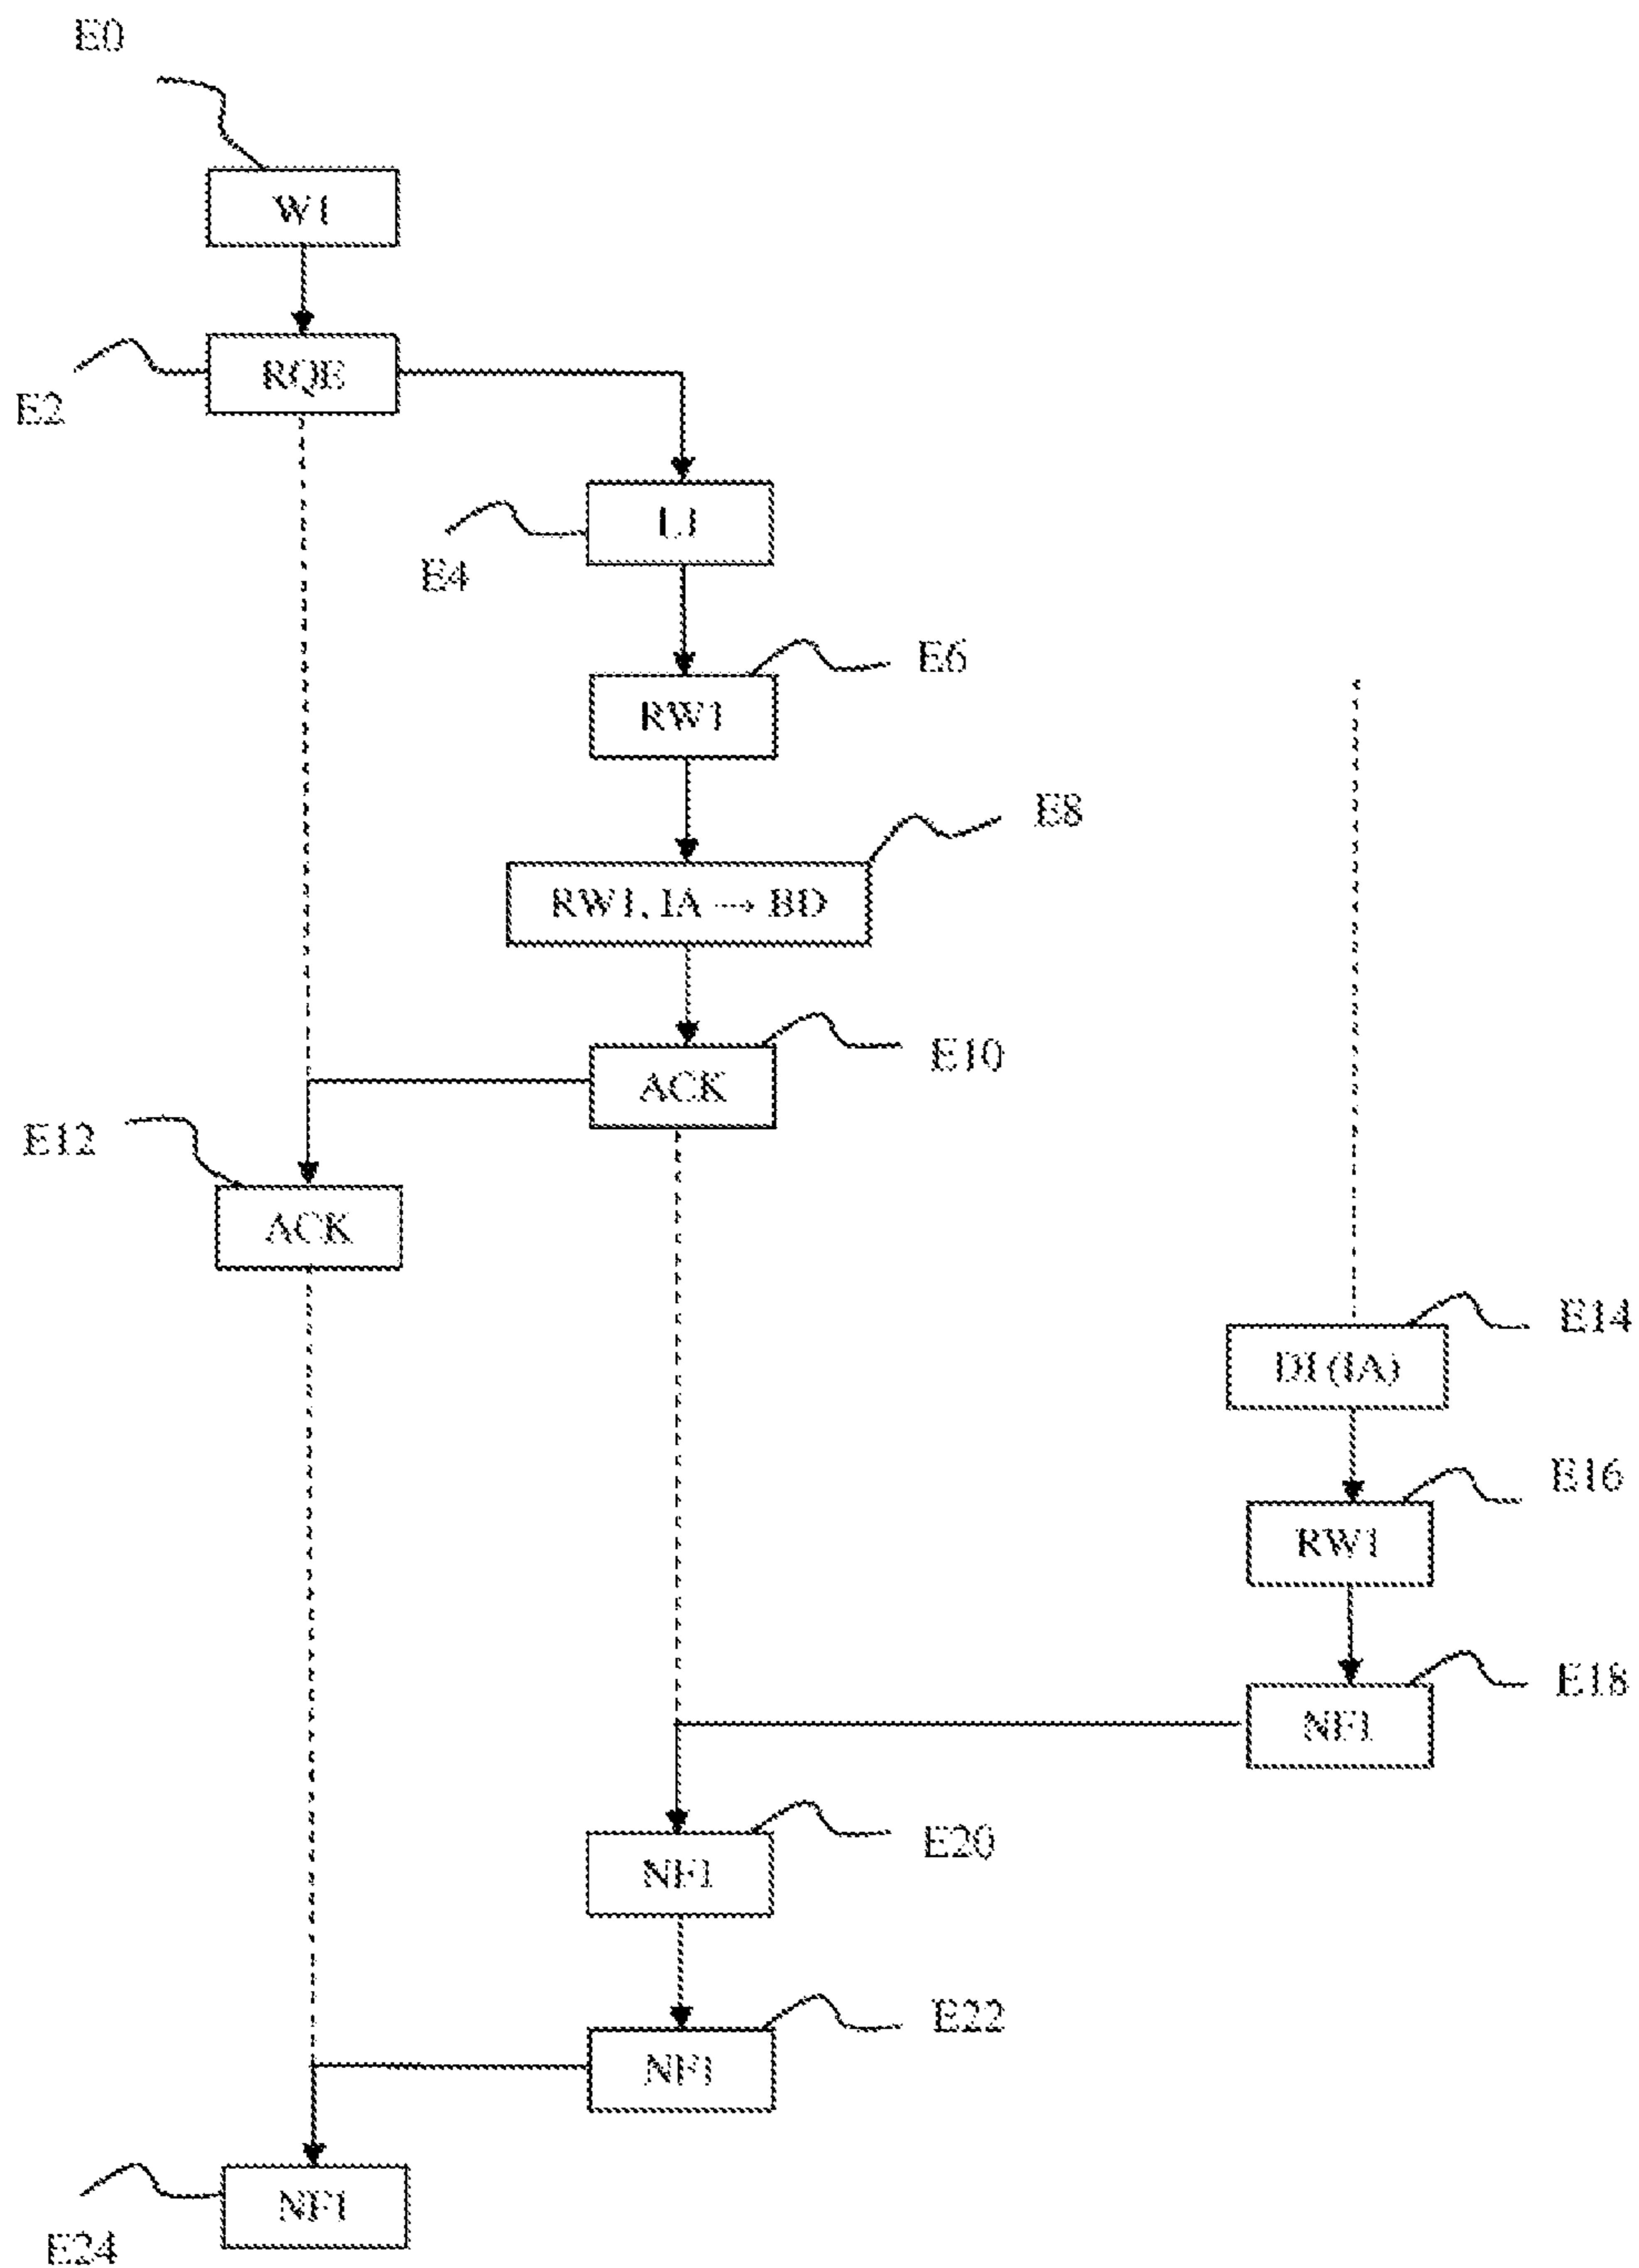 E0
W1
RQE
E2
L1
E4
E6
RW1
E8
RW1, IA → BD
E10
ACK
E12
ACK
E14
DI (IA)
E16
RW1
E18
NF1
E20
NF1
E22
NF1
NF1
E24